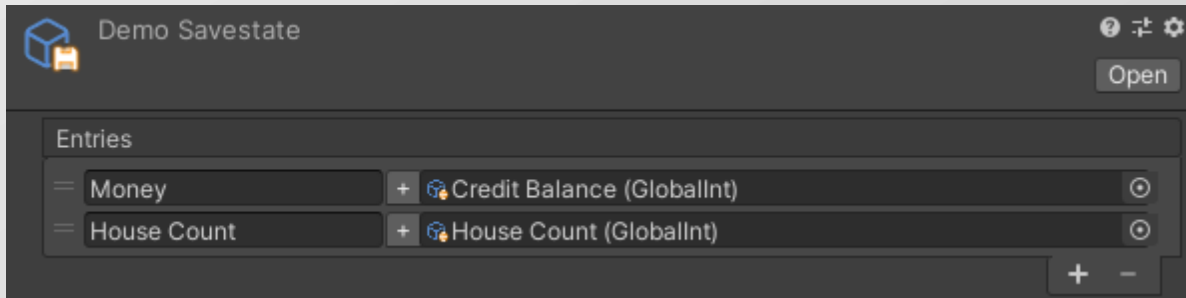 Demo Savestate
Open
Entries
Money + Credit Balance (GlobalInt)
House Count + House Count (GlobalInt)
+ −